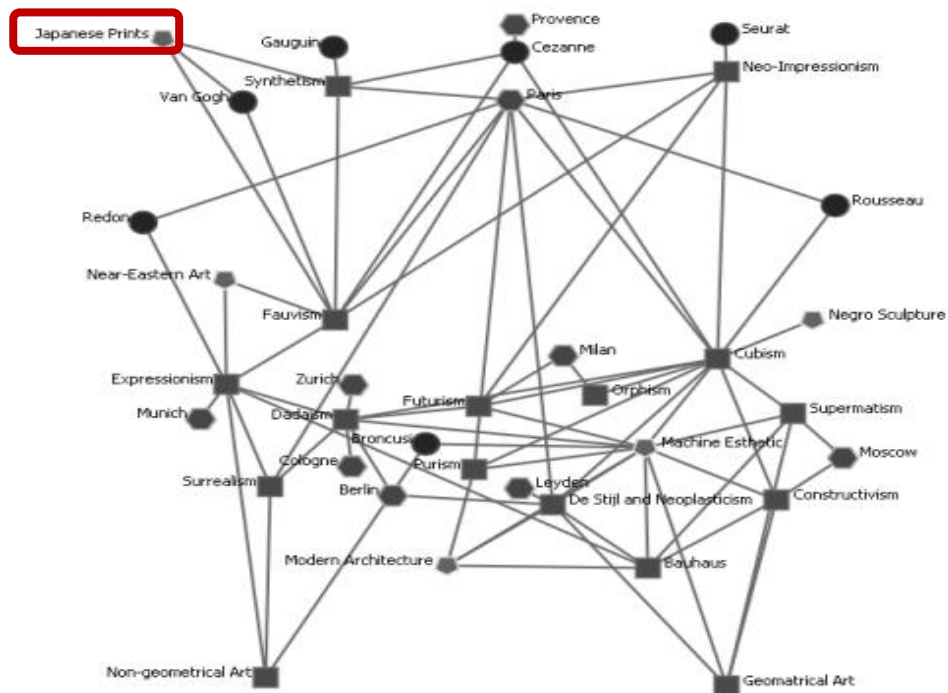 Japanese Prints
Gauguin
Provence
Cezanne
Seurat
Synthetism
Neo-Impressionism
Van Gogh
Paris
Redon
Rousseau
Near-Eastern Art
Fauvism
Negro Sculpture
Milan
Cubism
Expressionism
Zurich
Orphism
Munich
Dadaism
Futurism
Supermatism
Broncusi
Machine Esthetic
Cologne
Purism
Moscow
Surrealism
Berlin
Leyden
De Stijl and Neoplasticism
Constructivism
Modern Architecture
Bauhaus
Non-geometrical Art
Geomatrical Art